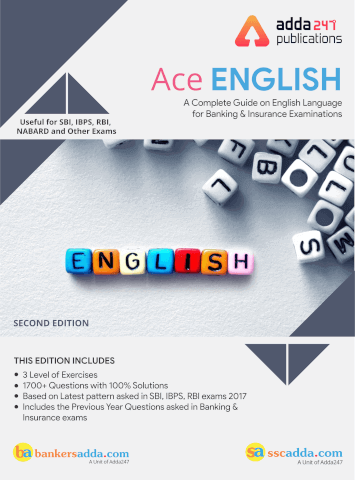 adda247
publications
Ace ENGLISH
A Complete Guide on English Language
for Banking & Insurance Examinations
Useful for SBI, IBPS, RBI,
NABARD and Other Exams
F
B
L
L
S
M
ENGLISH
SECOND EDITION
THIS EDITION INCLUDES
• 3 Level of Exercises
• 1700+ Questions with 100% Solutions
• Based on Latest pattern asked in SBI, IBPS, RBI exams 2017
• Includes the Previous Year Questions asked in Banking &
Insurance exams
ba bankersadda.com
A Unit of Adda247
sa sscadda.com
A Unit of Adda247